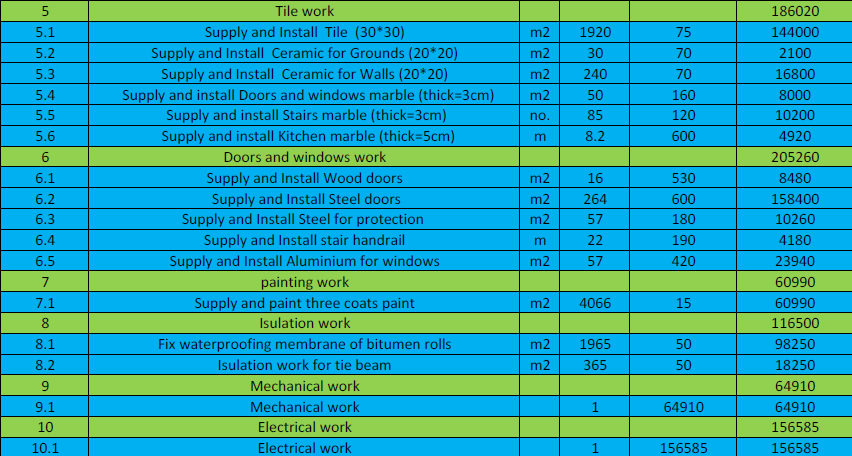 5 Tile work 186020
5.1 Supply and Install Tile (30*30) m2 1920 75 144000
5.2 Supply and Install Ceramic for Grounds (20*20) m2 30 70 2100
5.3 Supply and Install Ceramic for Walls (20*20) m2 240 70 16800
5.4 Supply and install Doors and windows marble (thick=3cm) m2 50 160 8000
5.5 Supply and install Stairs marble (thick=3cm) no. 85 120 10200
5.6 Supply and install Kitchen marble (thick=5cm) m 8.2 600 4920
6 Doors and windows work 205260
6.1 Supply and Install Wood doors m2 16 530 8480
6.2 Supply and Install Steel doors m2 264 600 158400
6.3 Supply and Install Steel for protection m2 57 180 10260
6.4 Supply and Install stair handrail m 22 190 4180
6.5 Supply and Install Aluminium for windows m2 57 420 23940
7 painting work 60990
7.1 Supply and paint three coats paint m2 4066 15 60990
8 Isulation work 116500
8.1 Fix waterproofing membrane of bitumen rolls m2 1965 50 98250
8.2 Isulation work for tie beam m2 365 50 18250
9 Mechanical work 64910
9.1 Mechanical work 1 64910 64910
10 Electrical work 156585
10.1 Electrical work 1 156585 156585